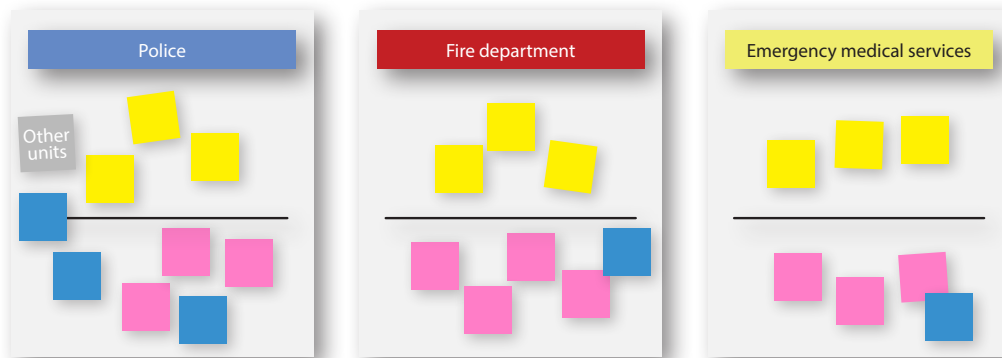 Police
Fire department
Emergency medical services
Other
units